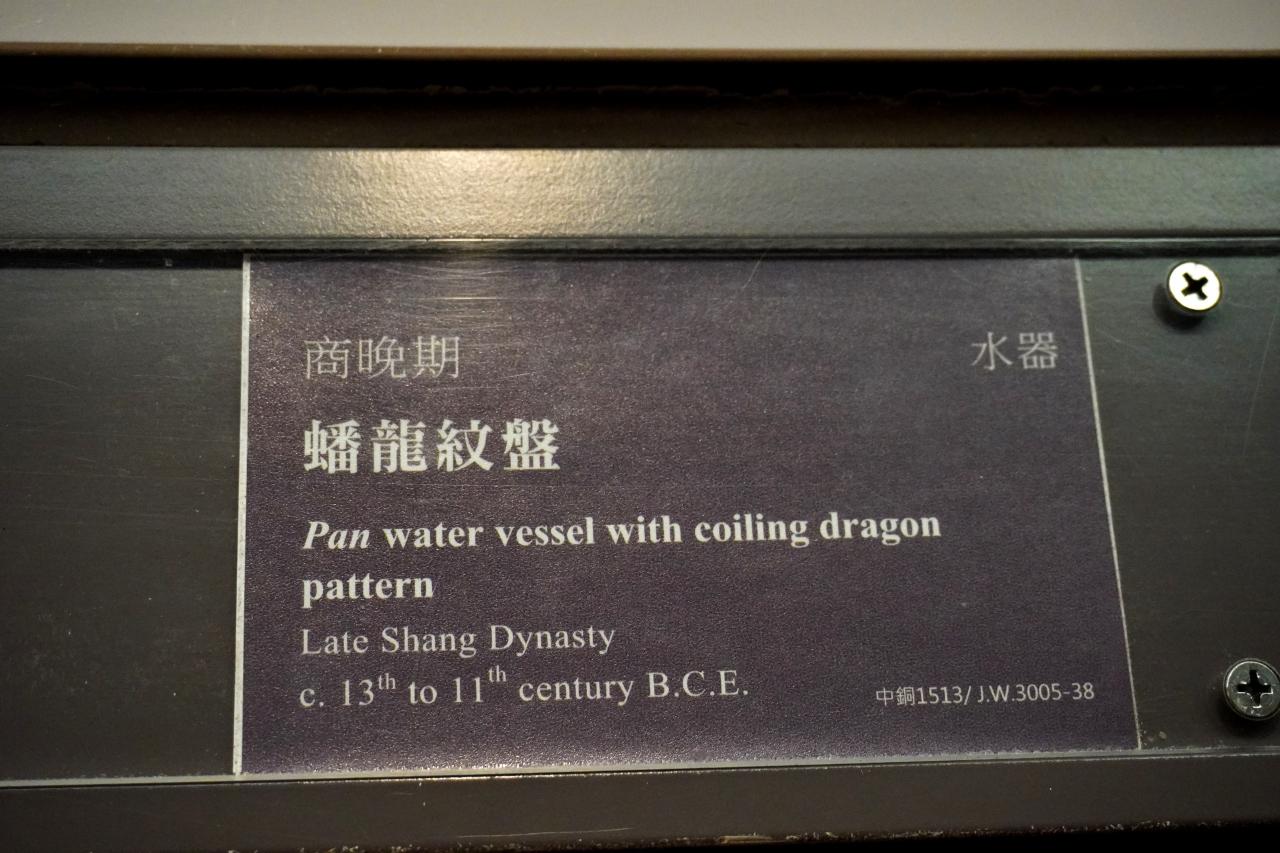 商晚期 水器
蟠龍紋盤
Pan water vessel with coiling dragon
pattern
Late Shang Dynasty
c. 13th to 11th century B.C.E.
中銅1513/ J.W.3005-38